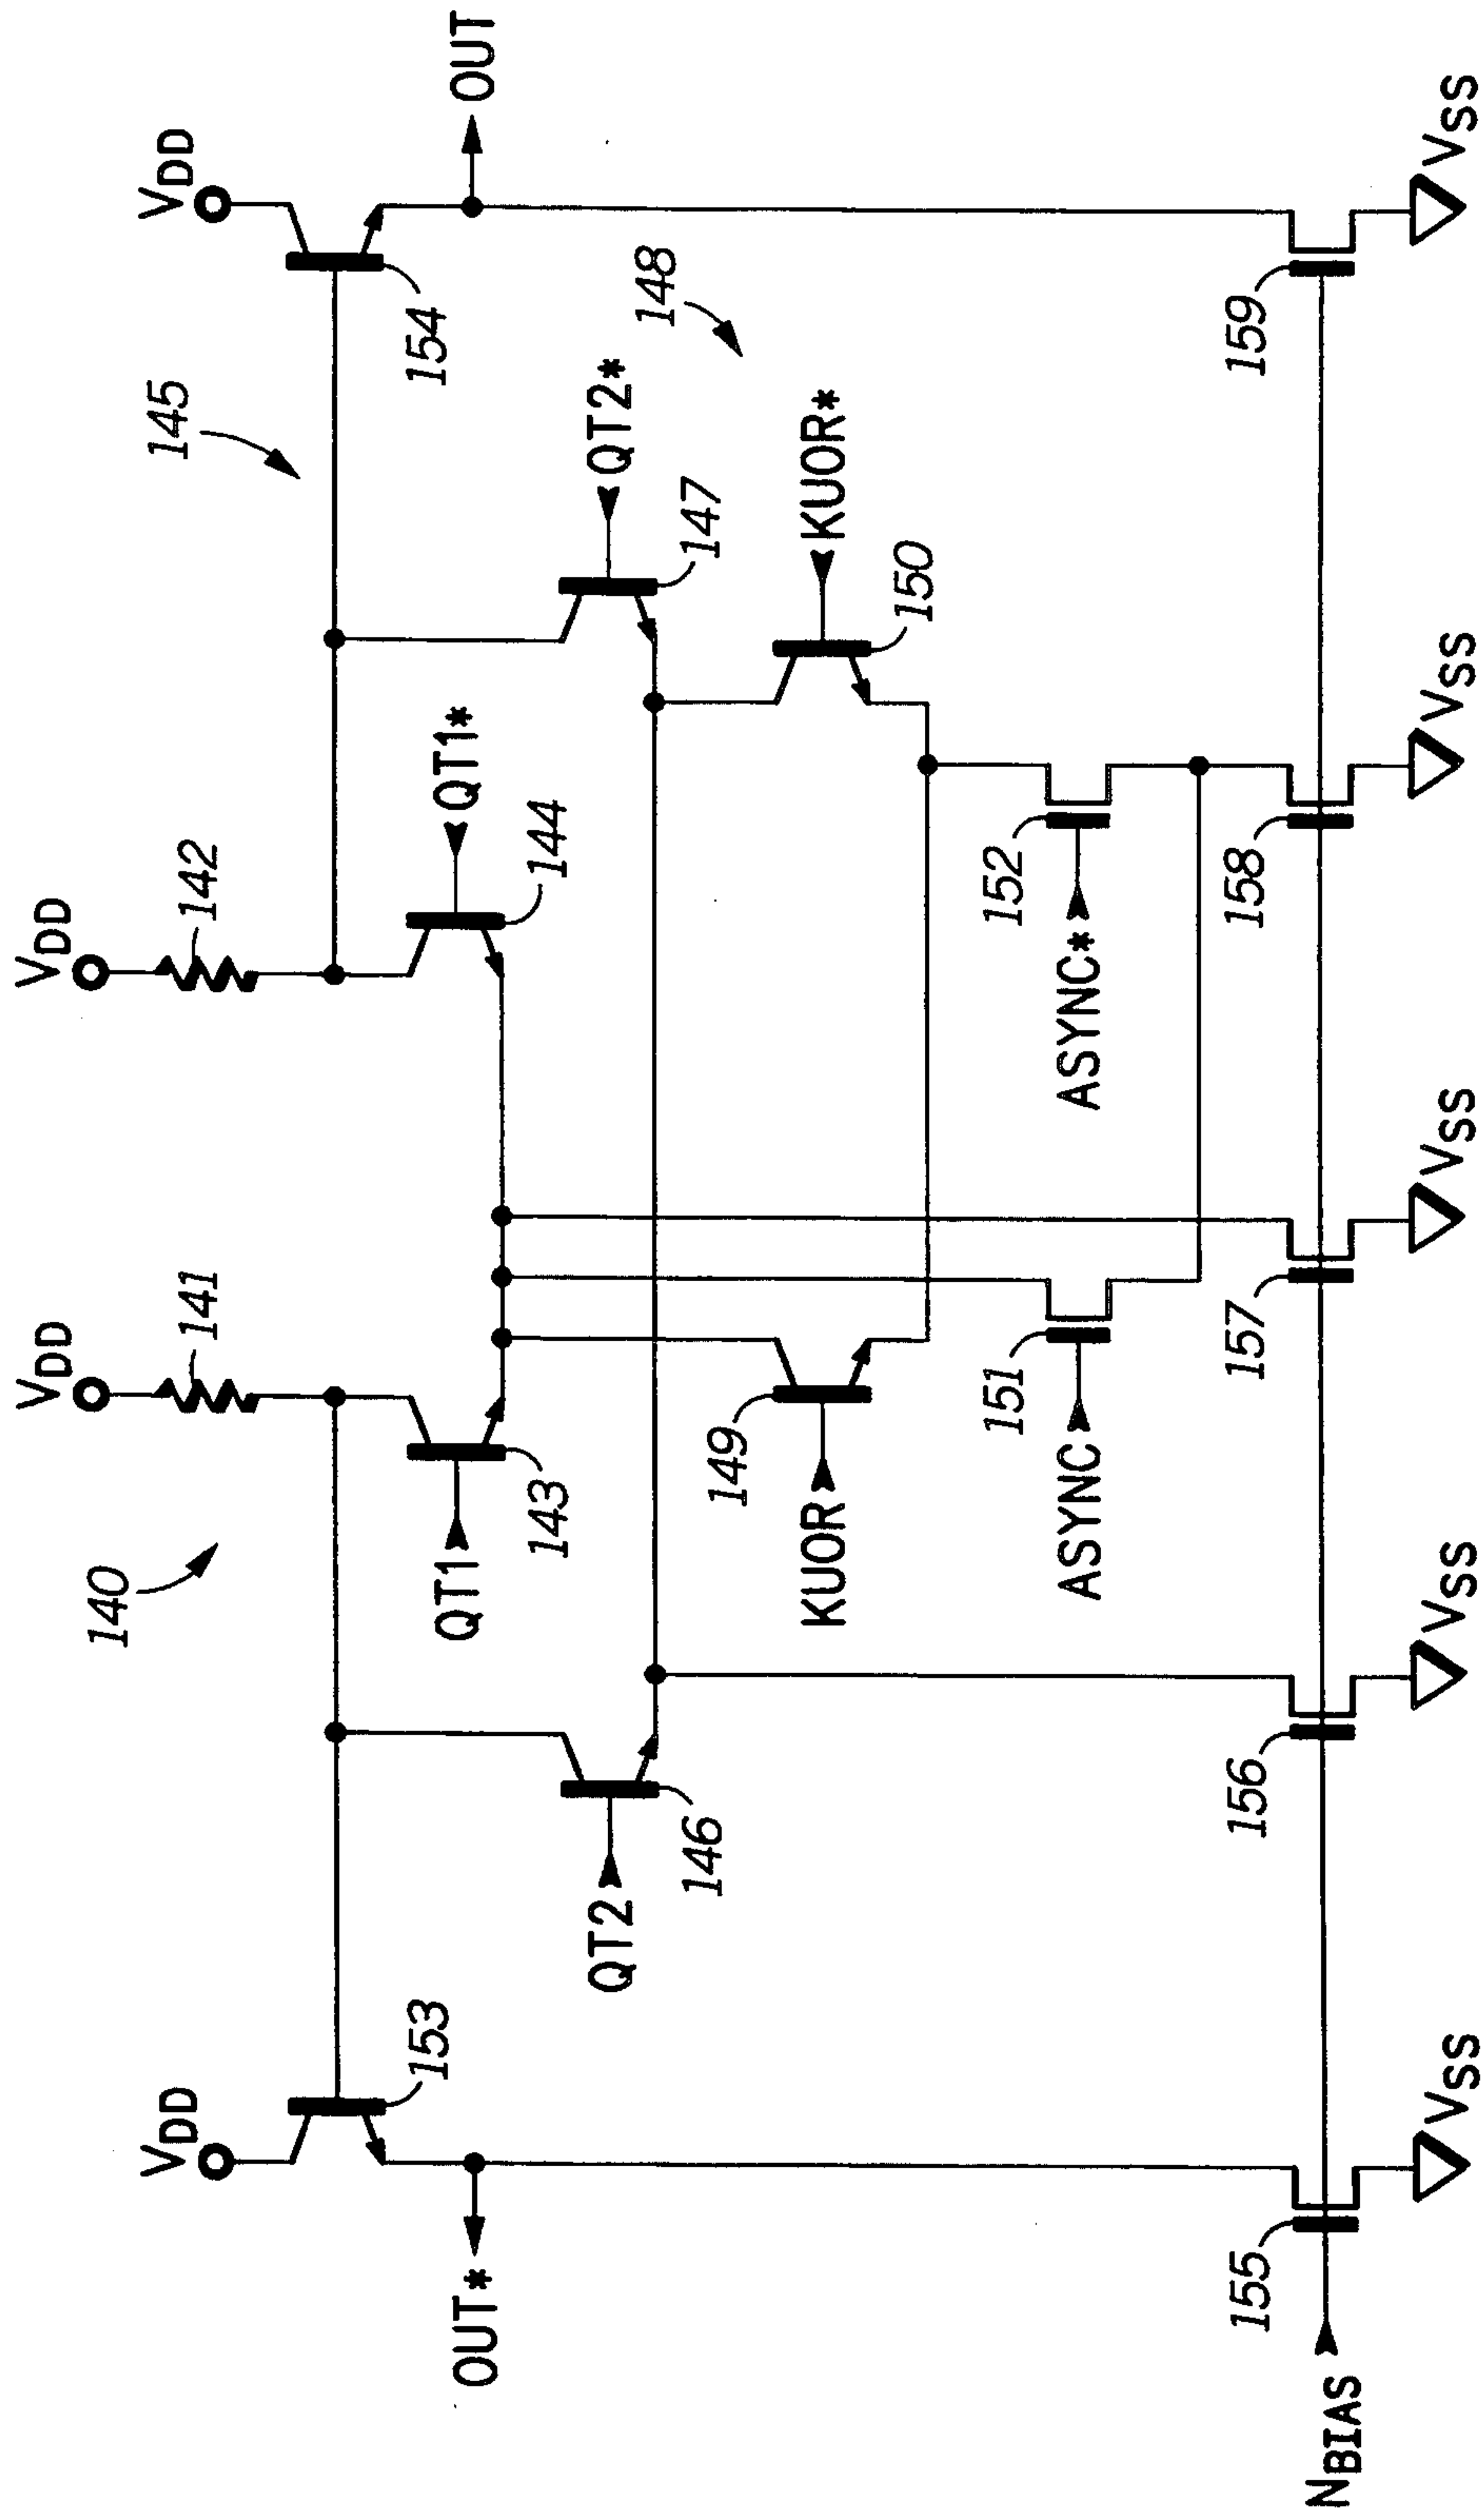 VDD
VDD
140
VDD
141
142
145
VDD
153
154
OUT*
QT1
QT1*
OUT
143
144
QT2
QT2*
148
146
147
149
KUOR
KUOR*
150
151
152
ASYNC
ASYNC*
155
156
157
158
159
NBIAS
VSS
VSS
VSS
VSS
VSS